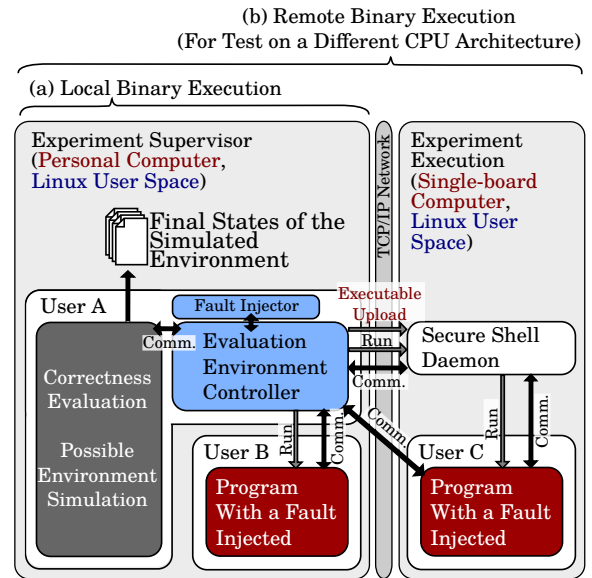 (b) Remote Binary Execution
(For Test on a Different CPU Architecture)
(a) Local Binary Execution
Experiment Supervisor
(Personal Computer,
Linux User Space)
TCP/IP Network
Experiment
Execution
(Single-board
Computer,
Linux User
Space)
Final States of the
Simulated
Environment
User A
Fault Injector
Executable
Upload
Comm.
Evaluation
Environment
Controller
Run
Comm.
Secure Shell
Daemon
Correctness
Evaluation
Possible
Environment
Simulation
Run
Comm.
Comm.
Run
Comm.
User B
Program
With a Fault
Injected
User C
Program
With a Fault
Injected